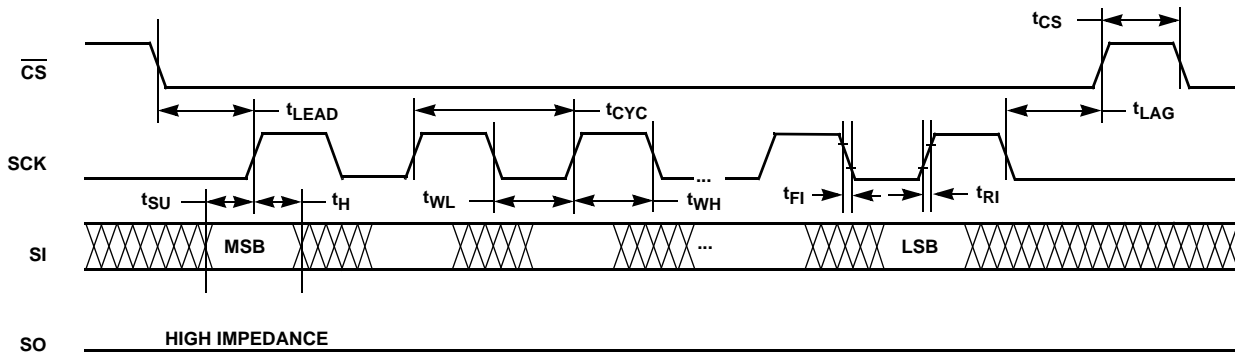 tCS
CS
tLEAD
tCYC
tLAG
SCK
...
tSU
tH
tWL
tWH
tFI
tRI
SI
MSB
...
LSB
SO
HIGH IMPEDANCE